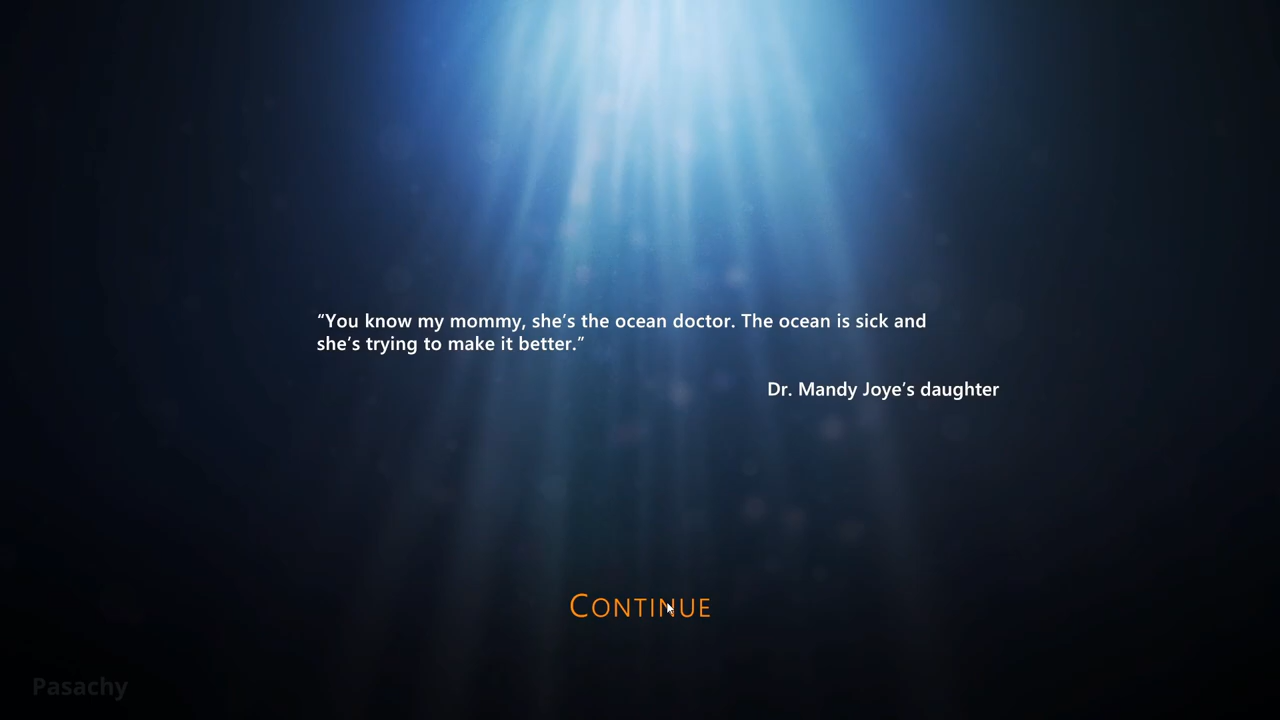 “You know my mommy, she’s the ocean doctor. The ocean is sick and
she’s trying to make it better.”
Dr. Mandy Joye’s daughter
CONTINUE
Pasachy